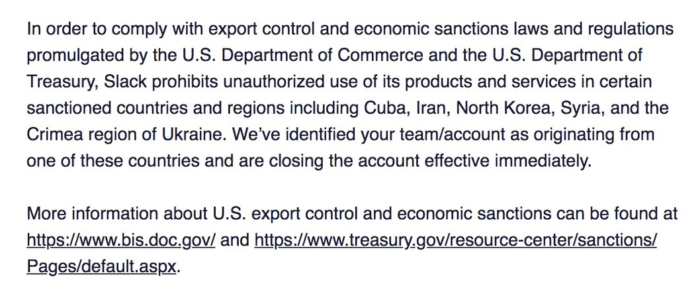 In order to comply with export control and economic sanctions laws and regulations
promulgated by the U.S. Department of Commerce and the U.S. Department of
Treasury, Slack prohibits unauthorized use of its products and services in certain
sanctioned countries and regions including Cuba, Iran, North Korea, Syria, and the
Crimea region of Ukraine. We’ve identified your team/account as originating from
one of these countries and are closing the account effective immediately.
More information about U.S. export control and economic sanctions can be found at
https://www.bis.doc.gov/ and https://www.treasury.gov/resource-center/sanctions/
Pages/default.aspx.